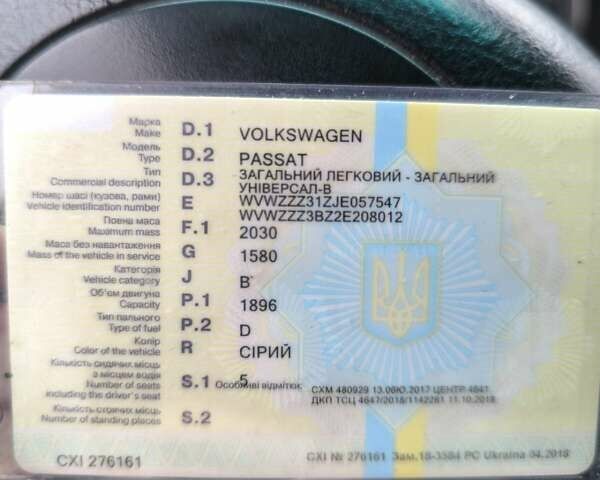 Марка D.1 VOLKSWAGEN
Make
Модель D.2 PASSAT
Type
Тип D.3 ЗАГАЛЬНИЙ ЛЕГКОВИЙ - ЗАГАЛЬНИЙ
Commercial description УНІВЕРСАЛ-В
Номер шасі (кузова, рами) E WVWZZZ31ZJE057547
Vehicle identification number WVWZZZ3BZ2E208012
Повна маса F.1 2030
Maximum mass
Маса без навантаження G 1580
Mass of the vehicle in service
Категорія J B
Vehicle category
Об'єм двигуна P.1 1896
Capacity
Тип пального P.2 D
Type of fuel
Колір R СІРИЙ
Color of the vehicle
Кількість сидячих місць
з місцем водія S.1 5
Number of seats Особливі відмітки: СХМ 480929 13.06Ю.2017 ЦЕНТР 4641
including the driver's seat ДКП ТСЦ 4647/2018/1142281 11.10.2018
Кількість стоячих місць S.2
Number of standing places
CXI 276161 CXI № 276161 Зам.18-3584 PC Ukraina 04.2018